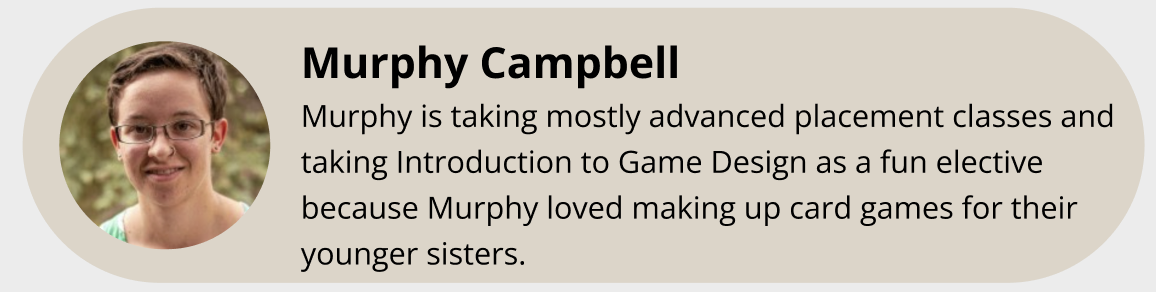 Murphy Campbell
Murphy is taking mostly advanced placement classes and
taking Introduction to Game Design as a fun elective
because Murphy loved making up card games for their
younger sisters.